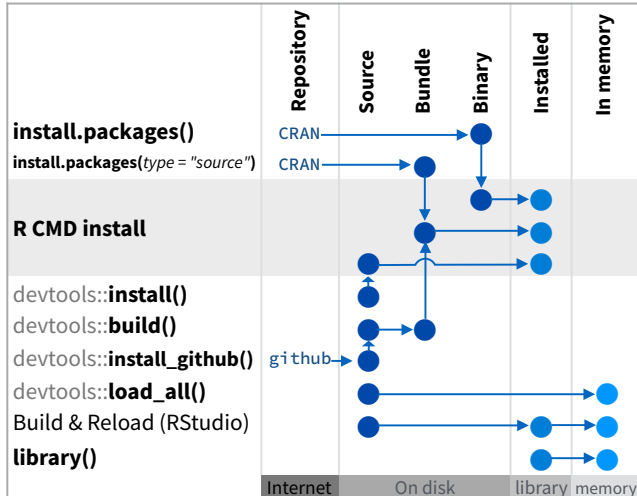 Repository
Source
Bundle
Binary
Installed
In memory
install.packages()
CRAN
install.packages(type = "source")
CRAN
R CMD install
devtools::install()
devtools::build()
devtools::install_github()
github
devtools::load_all()
Build & Reload (RStudio)
library()
Internet
On disk
library
memory